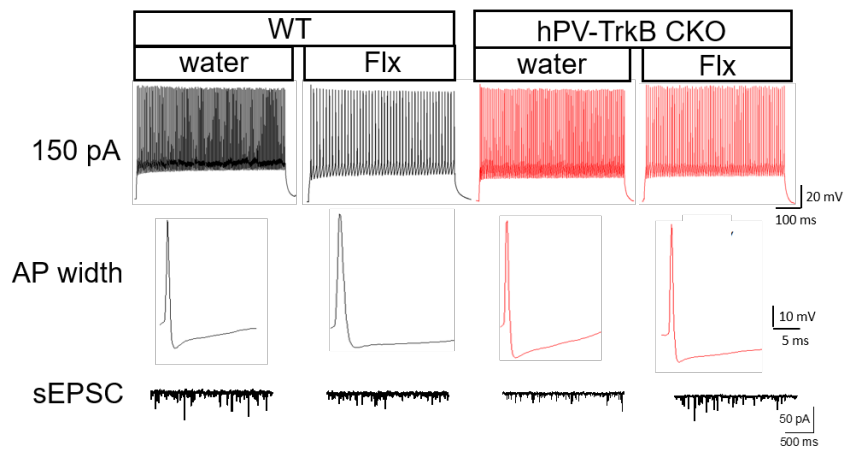 WT
hPV-TrkB CKO
water
Flx
water
Flx
150 pA
20 mV
100 ms
AP width
10 mV
5 ms
sEPSC
50 pA
500 ms